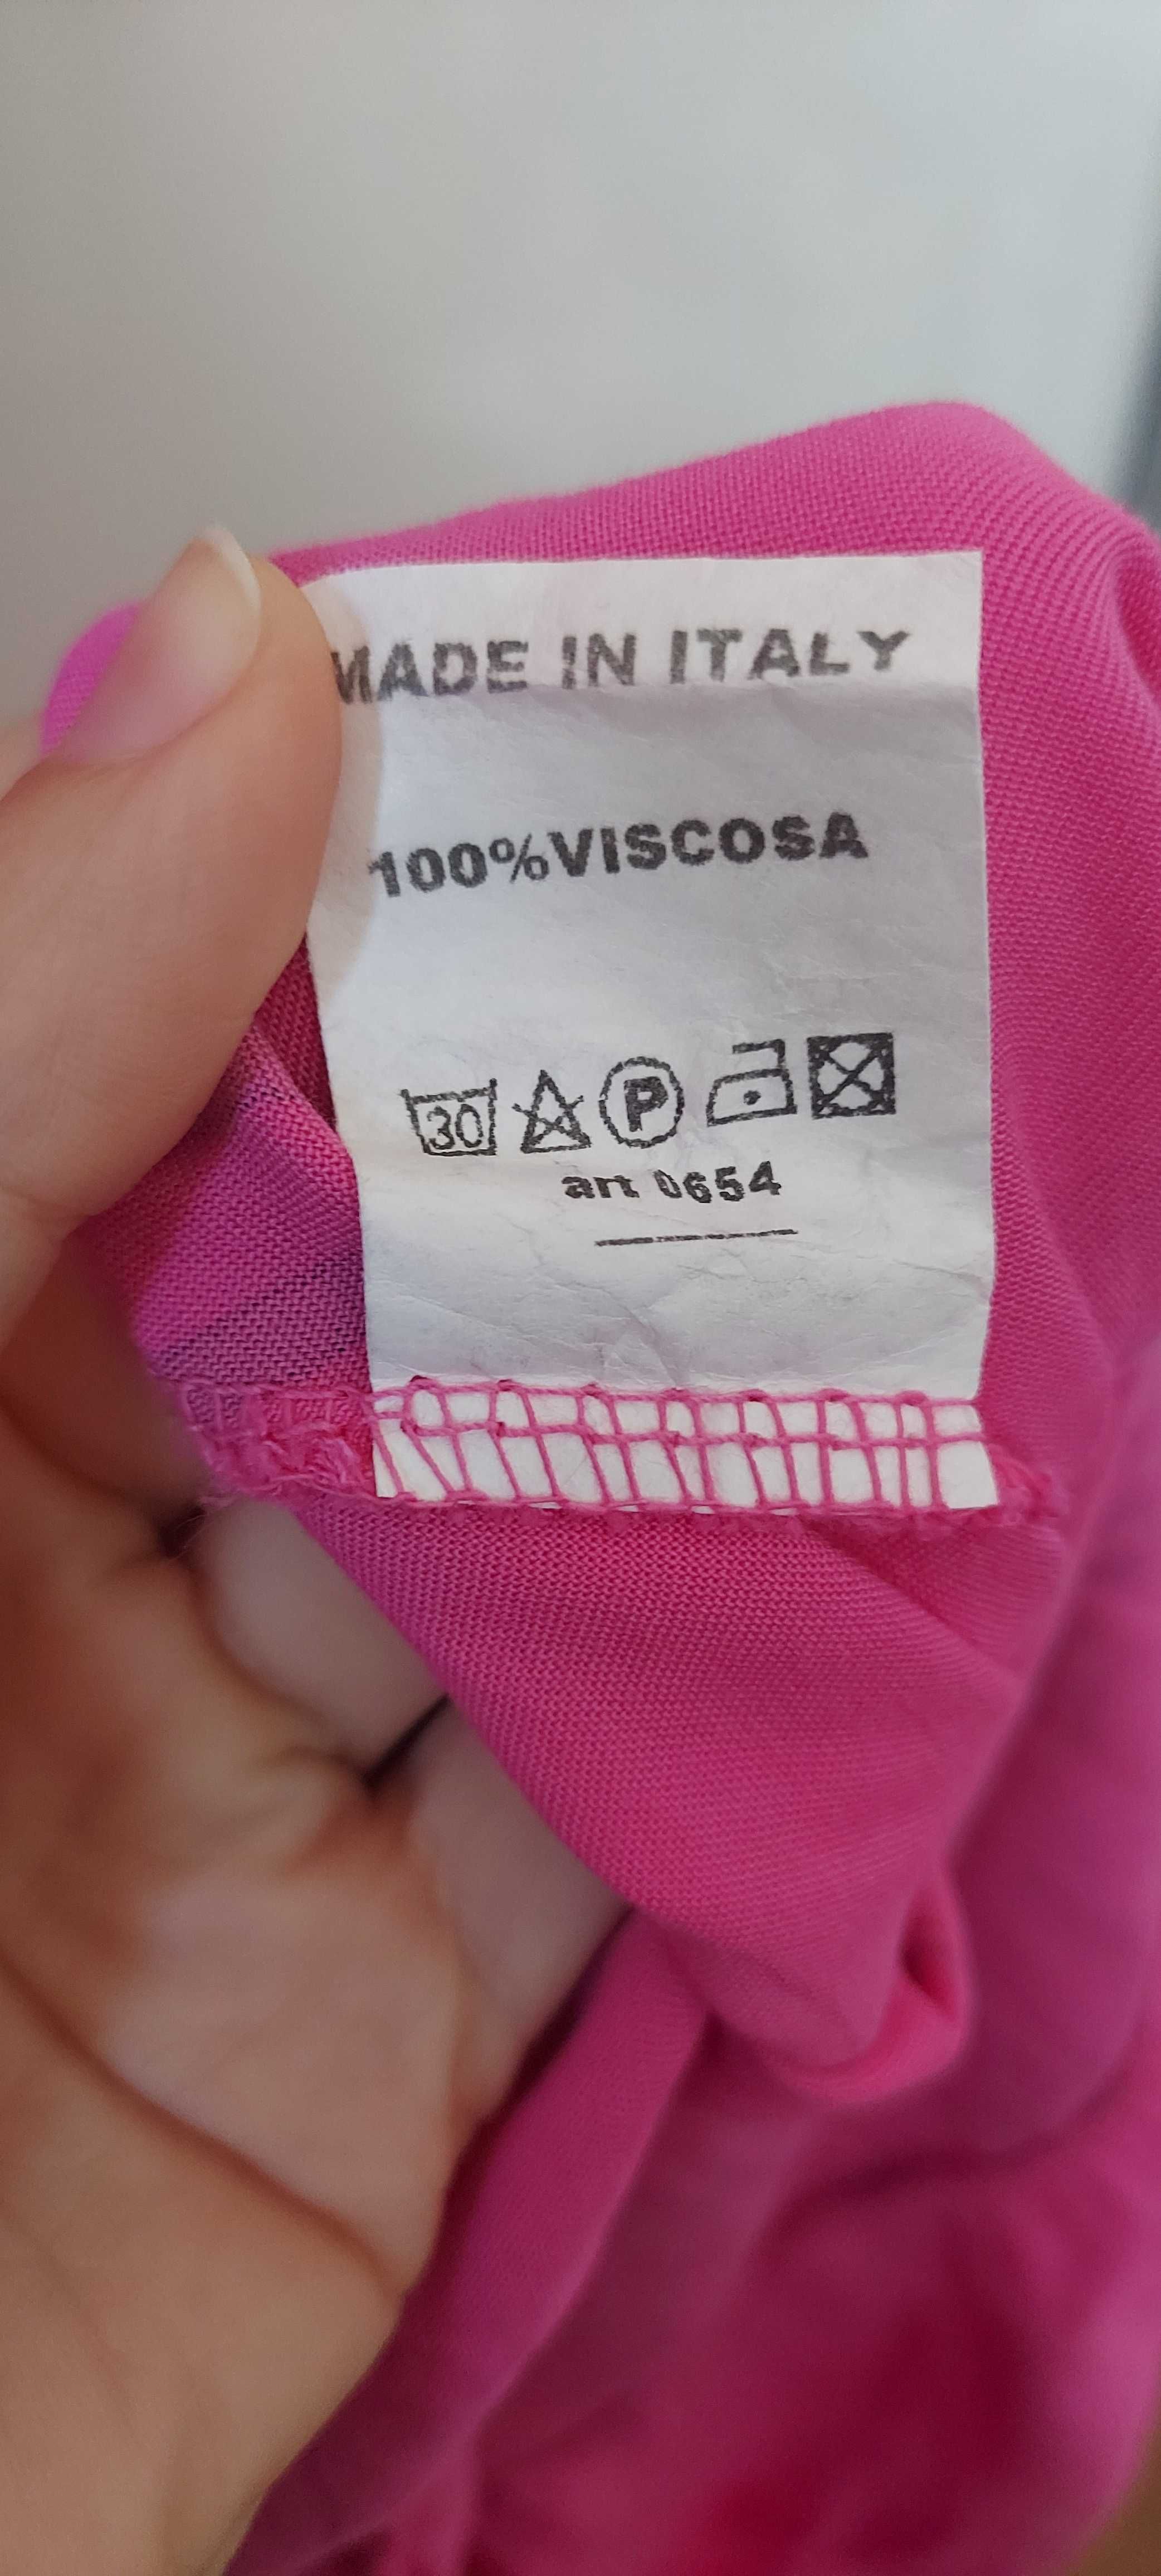 MADE IN ITALY
100%VISCOSA
30 P
art 0654